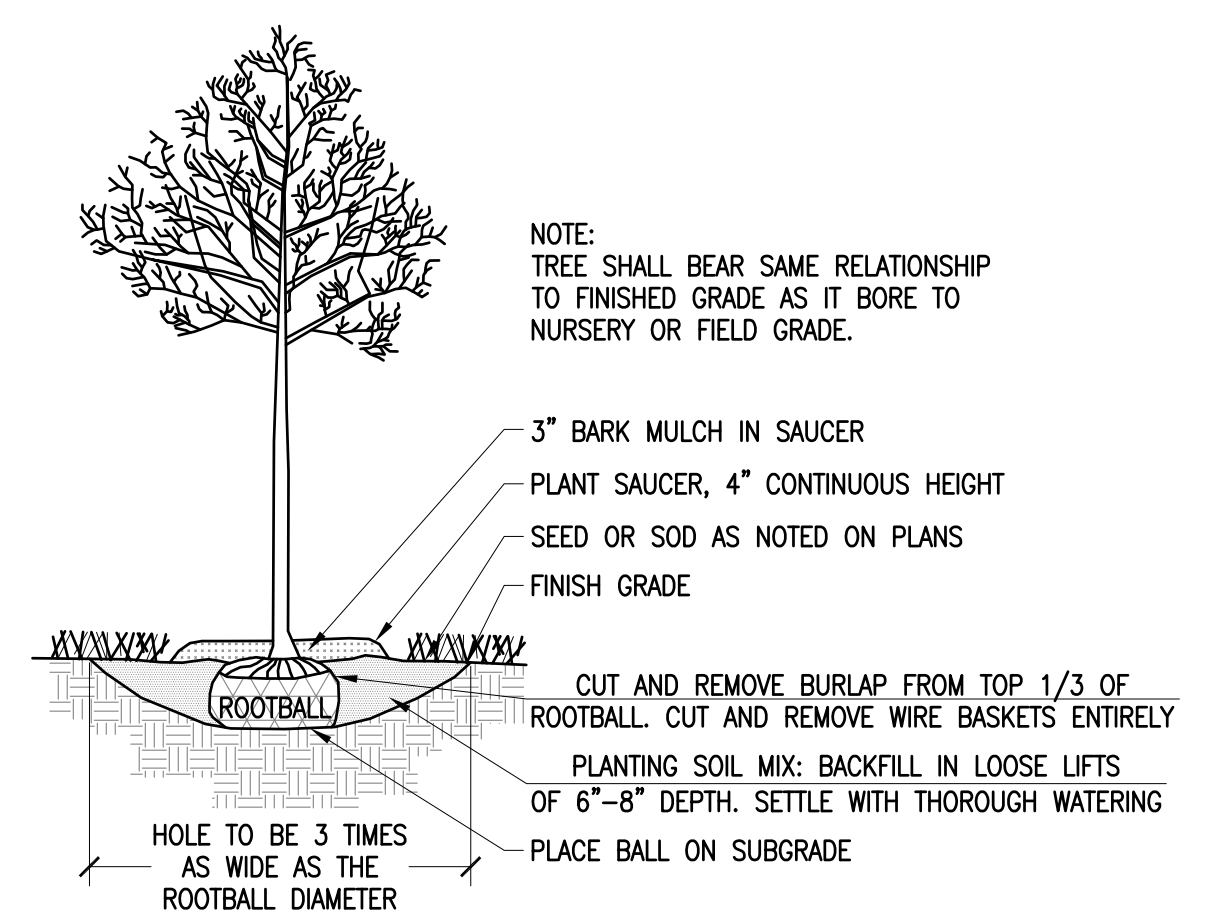 NOTE:
TREE SHALL BEAR SAME RELATIONSHIP
TO FINISHED GRADE AS IT BORE TO
NURSERY OR FIELD GRADE.
3” BARK MULCH IN SAUCER
PLANT SAUCER, 4” CONTINUOUS HEIGHT
SEED OR SOD AS NOTED ON PLANS
FINISH GRADE
CUT AND REMOVE BURLAP FROM TOP 1/3 OF
ROOTBALL. CUT AND REMOVE WIRE BASKETS ENTIRELY
ROOTBALL
PLANTING SOIL MIX: BACKFILL IN LOOSE LIFTS
OF 6”–8” DEPTH. SETTLE WITH THOROUGH WATERING
PLACE BALL ON SUBGRADE
HOLE TO BE 3 TIMES
AS WIDE AS THE
ROOTBALL DIAMETER